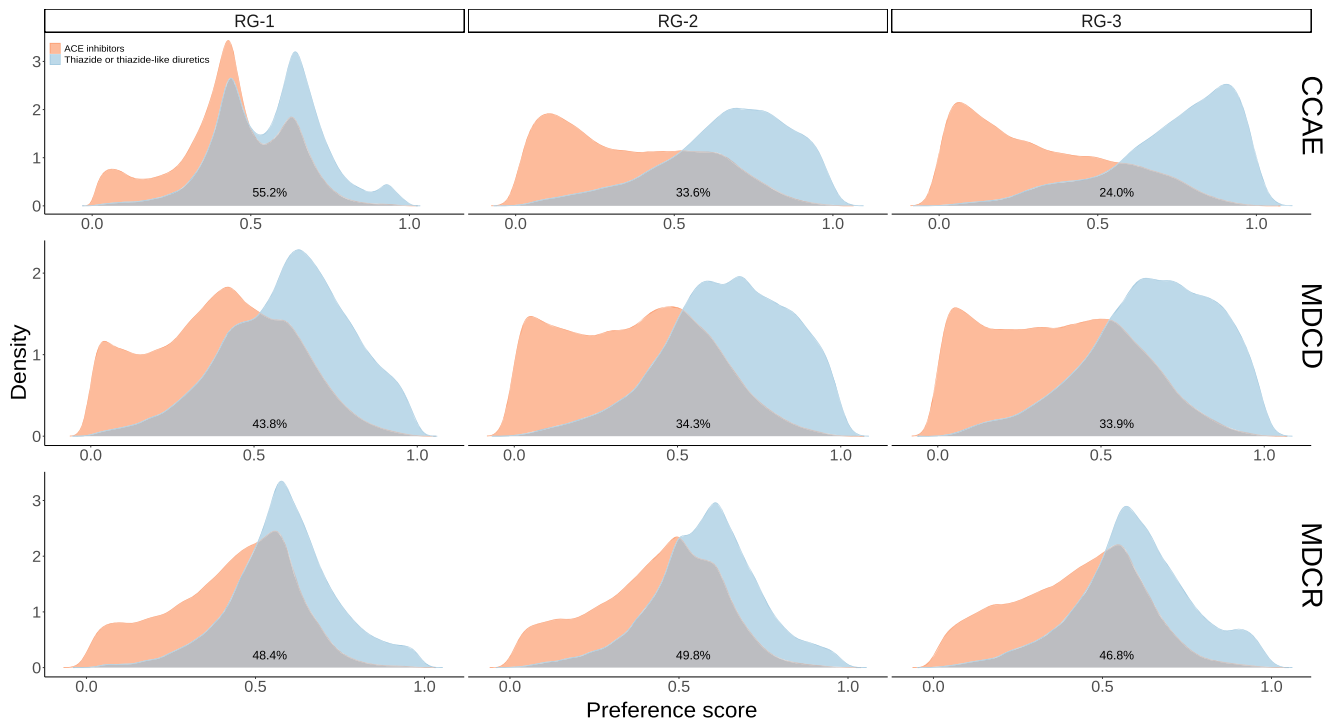 RG-1 RG-2 RG-3
ACE inhibitors
Thiazide or thiazide-like diuretics
3
2
1
0
55.2% 33.6% 24.0%
0.0 0.5 1.0 0.0 0.5 1.0 0.0 0.5 1.0
CCAE
Density
2
1
0
43.8% 34.3% 33.9%
0.0 0.5 1.0 0.0 0.5 1.0 0.0 0.5 1.0
MDCD
3
2
1
0
48.4% 49.8% 46.8%
0.0 0.5 1.0 0.0 0.5 1.0 0.0 0.5 1.0
MDCR
Preference score